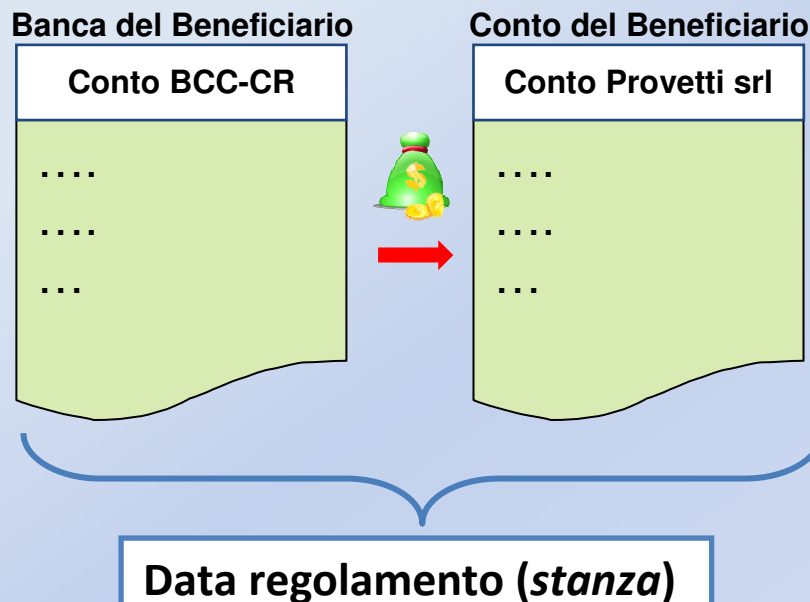 Banca del Beneficiario
Conto BCC-CR
....
....
...
Conto del Beneficiario
Conto Provetti srl
....
....
...
$
Data regolamento (stanza)